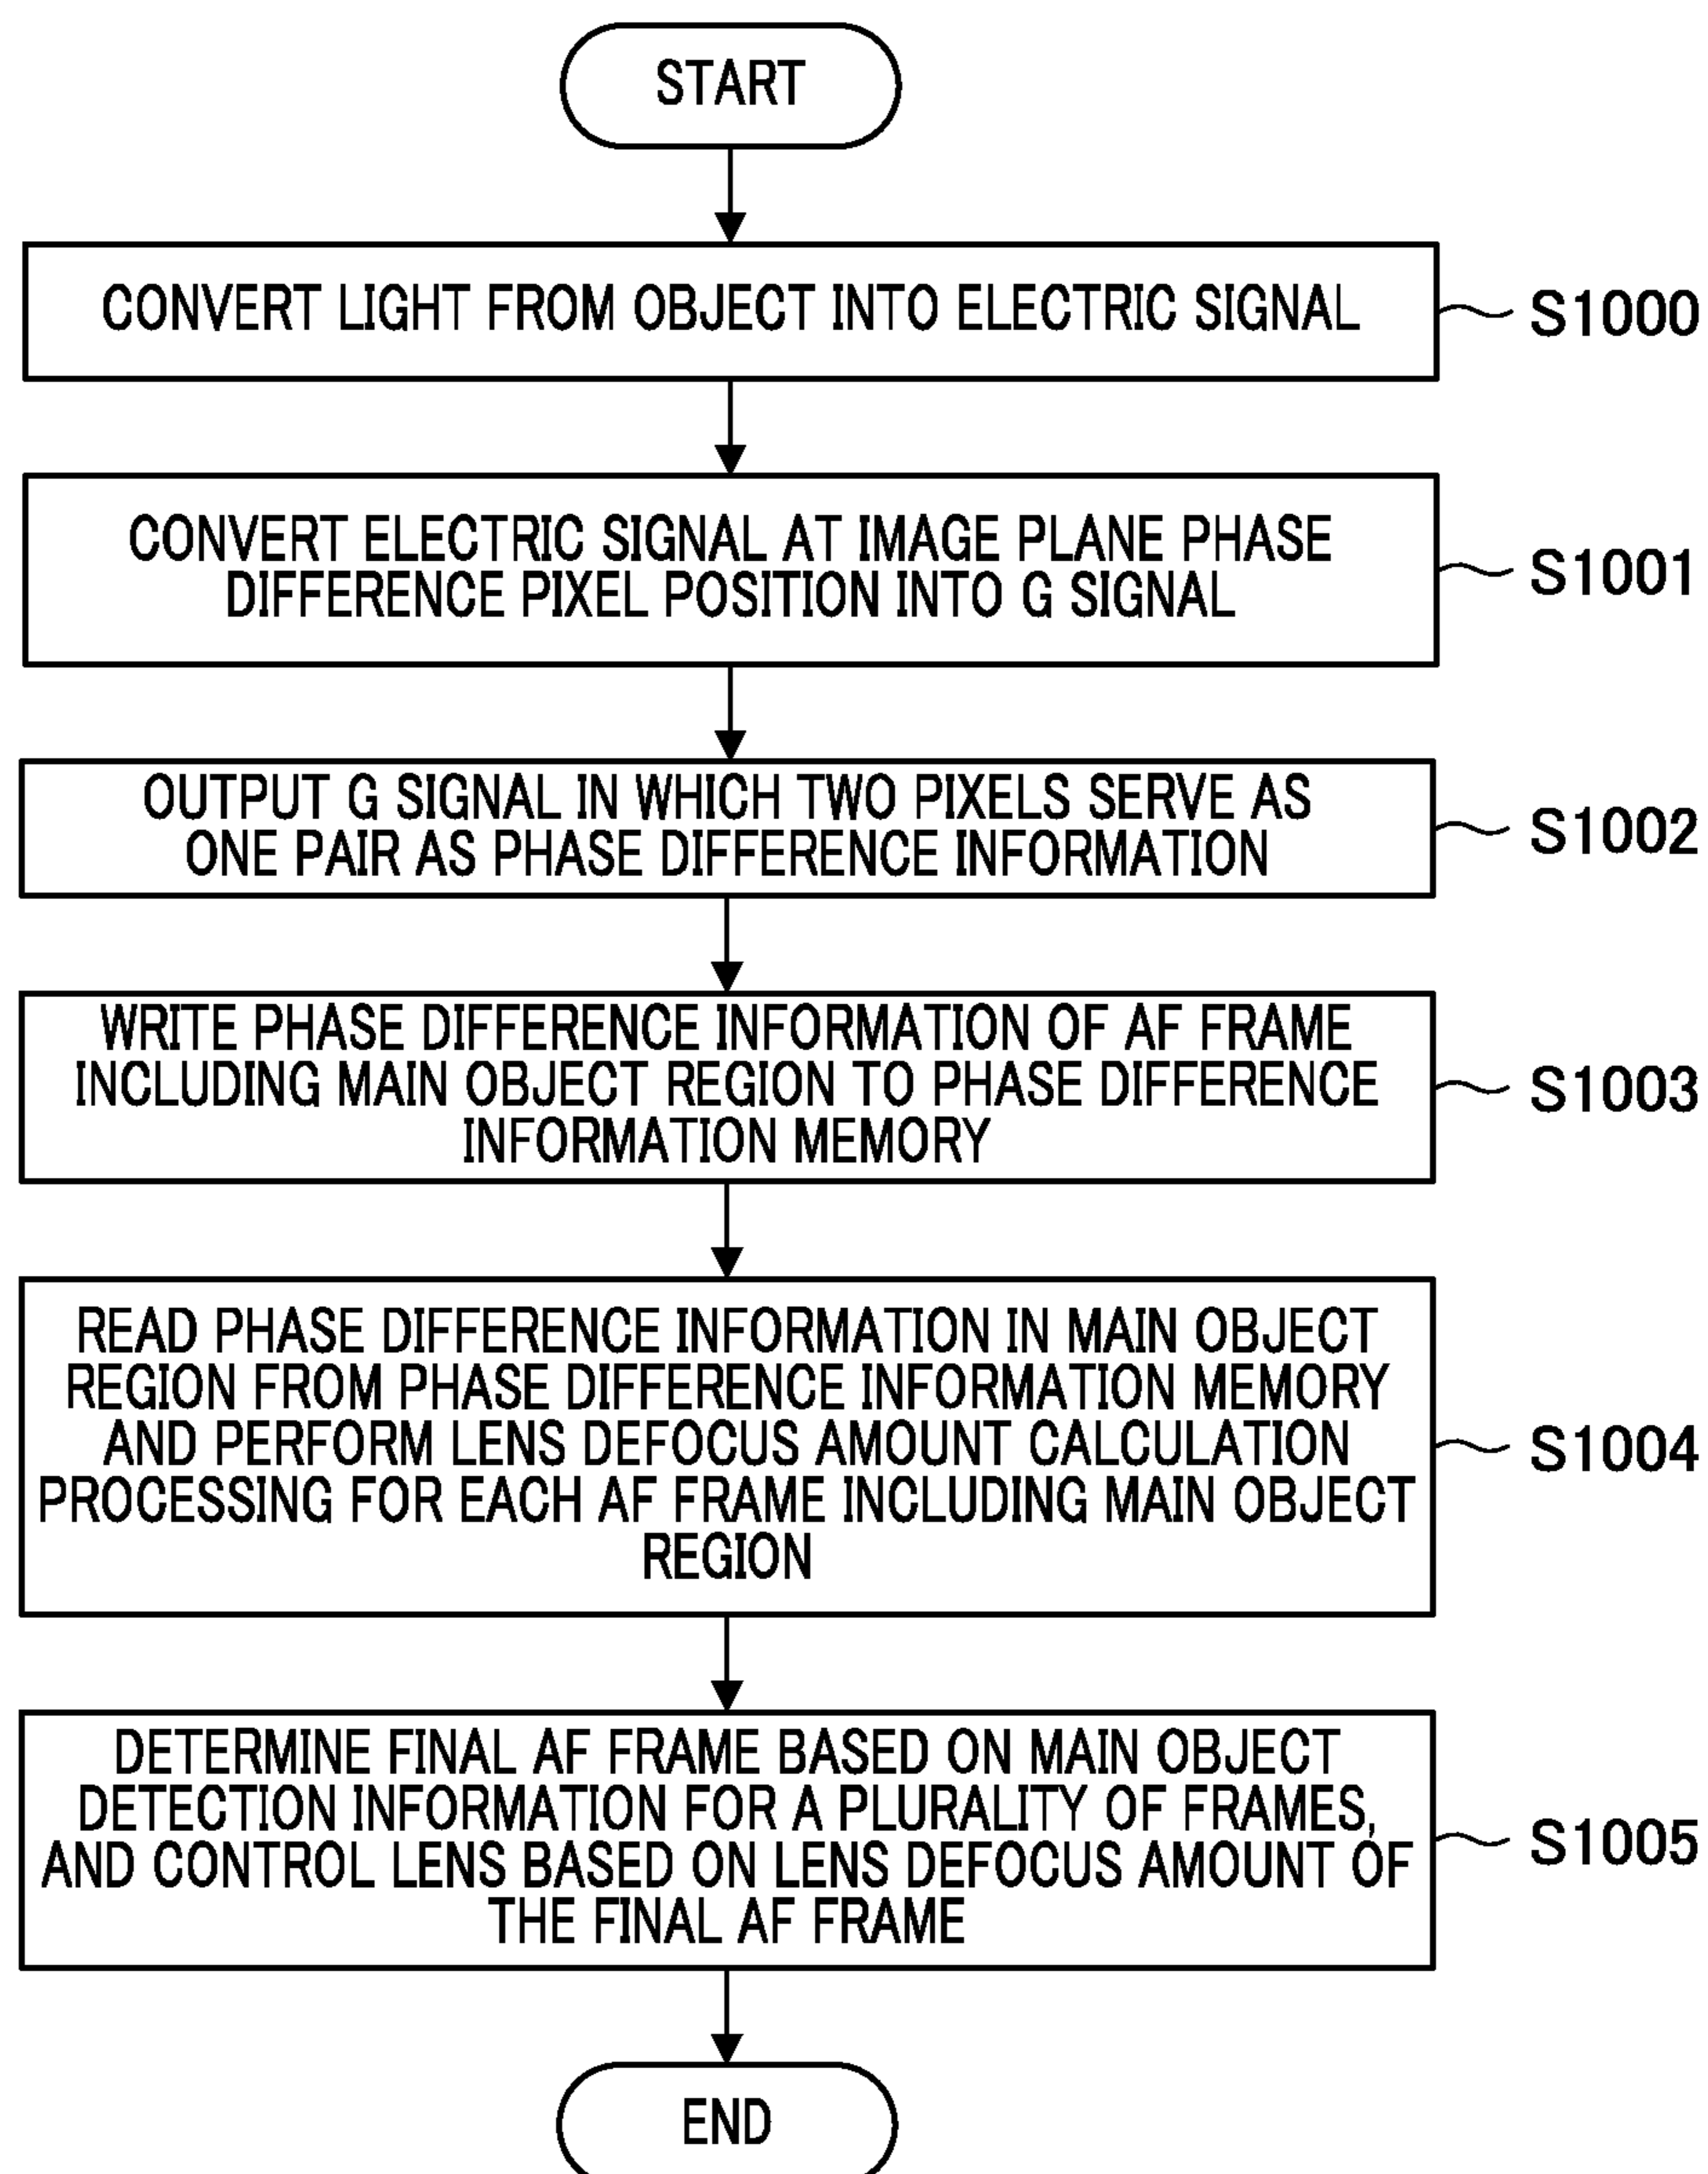 START
CONVERT LIGHT FROM OBJECT INTO ELECTRIC SIGNAL
S1000
CONVERT ELECTRIC SIGNAL AT IMAGE PLANE PHASE
DIFFERENCE PIXEL POSITION INTO G SIGNAL
S1001
OUTPUT G SIGNAL IN WHICH TWO PIXELS SERVE AS
ONE PAIR AS PHASE DIFFERENCE INFORMATION
S1002
WRITE PHASE DIFFERENCE INFORMATION OF AF FRAME
INCLUDING MAIN OBJECT REGION TO PHASE DIFFERENCE
INFORMATION MEMORY
S1003
READ PHASE DIFFERENCE INFORMATION IN MAIN OBJECT
REGION FROM PHASE DIFFERENCE INFORMATION MEMORY
AND PERFORM LENS DEFOCUS AMOUNT CALCULATION
PROCESSING FOR EACH AF FRAME INCLUDING MAIN OBJECT
REGION
S1004
DETERMINE FINAL AF FRAME BASED ON MAIN OBJECT
DETECTION INFORMATION FOR A PLURALITY OF FRAMES,
AND CONTROL LENS BASED ON LENS DEFOCUS AMOUNT OF
THE FINAL AF FRAME
S1005
END